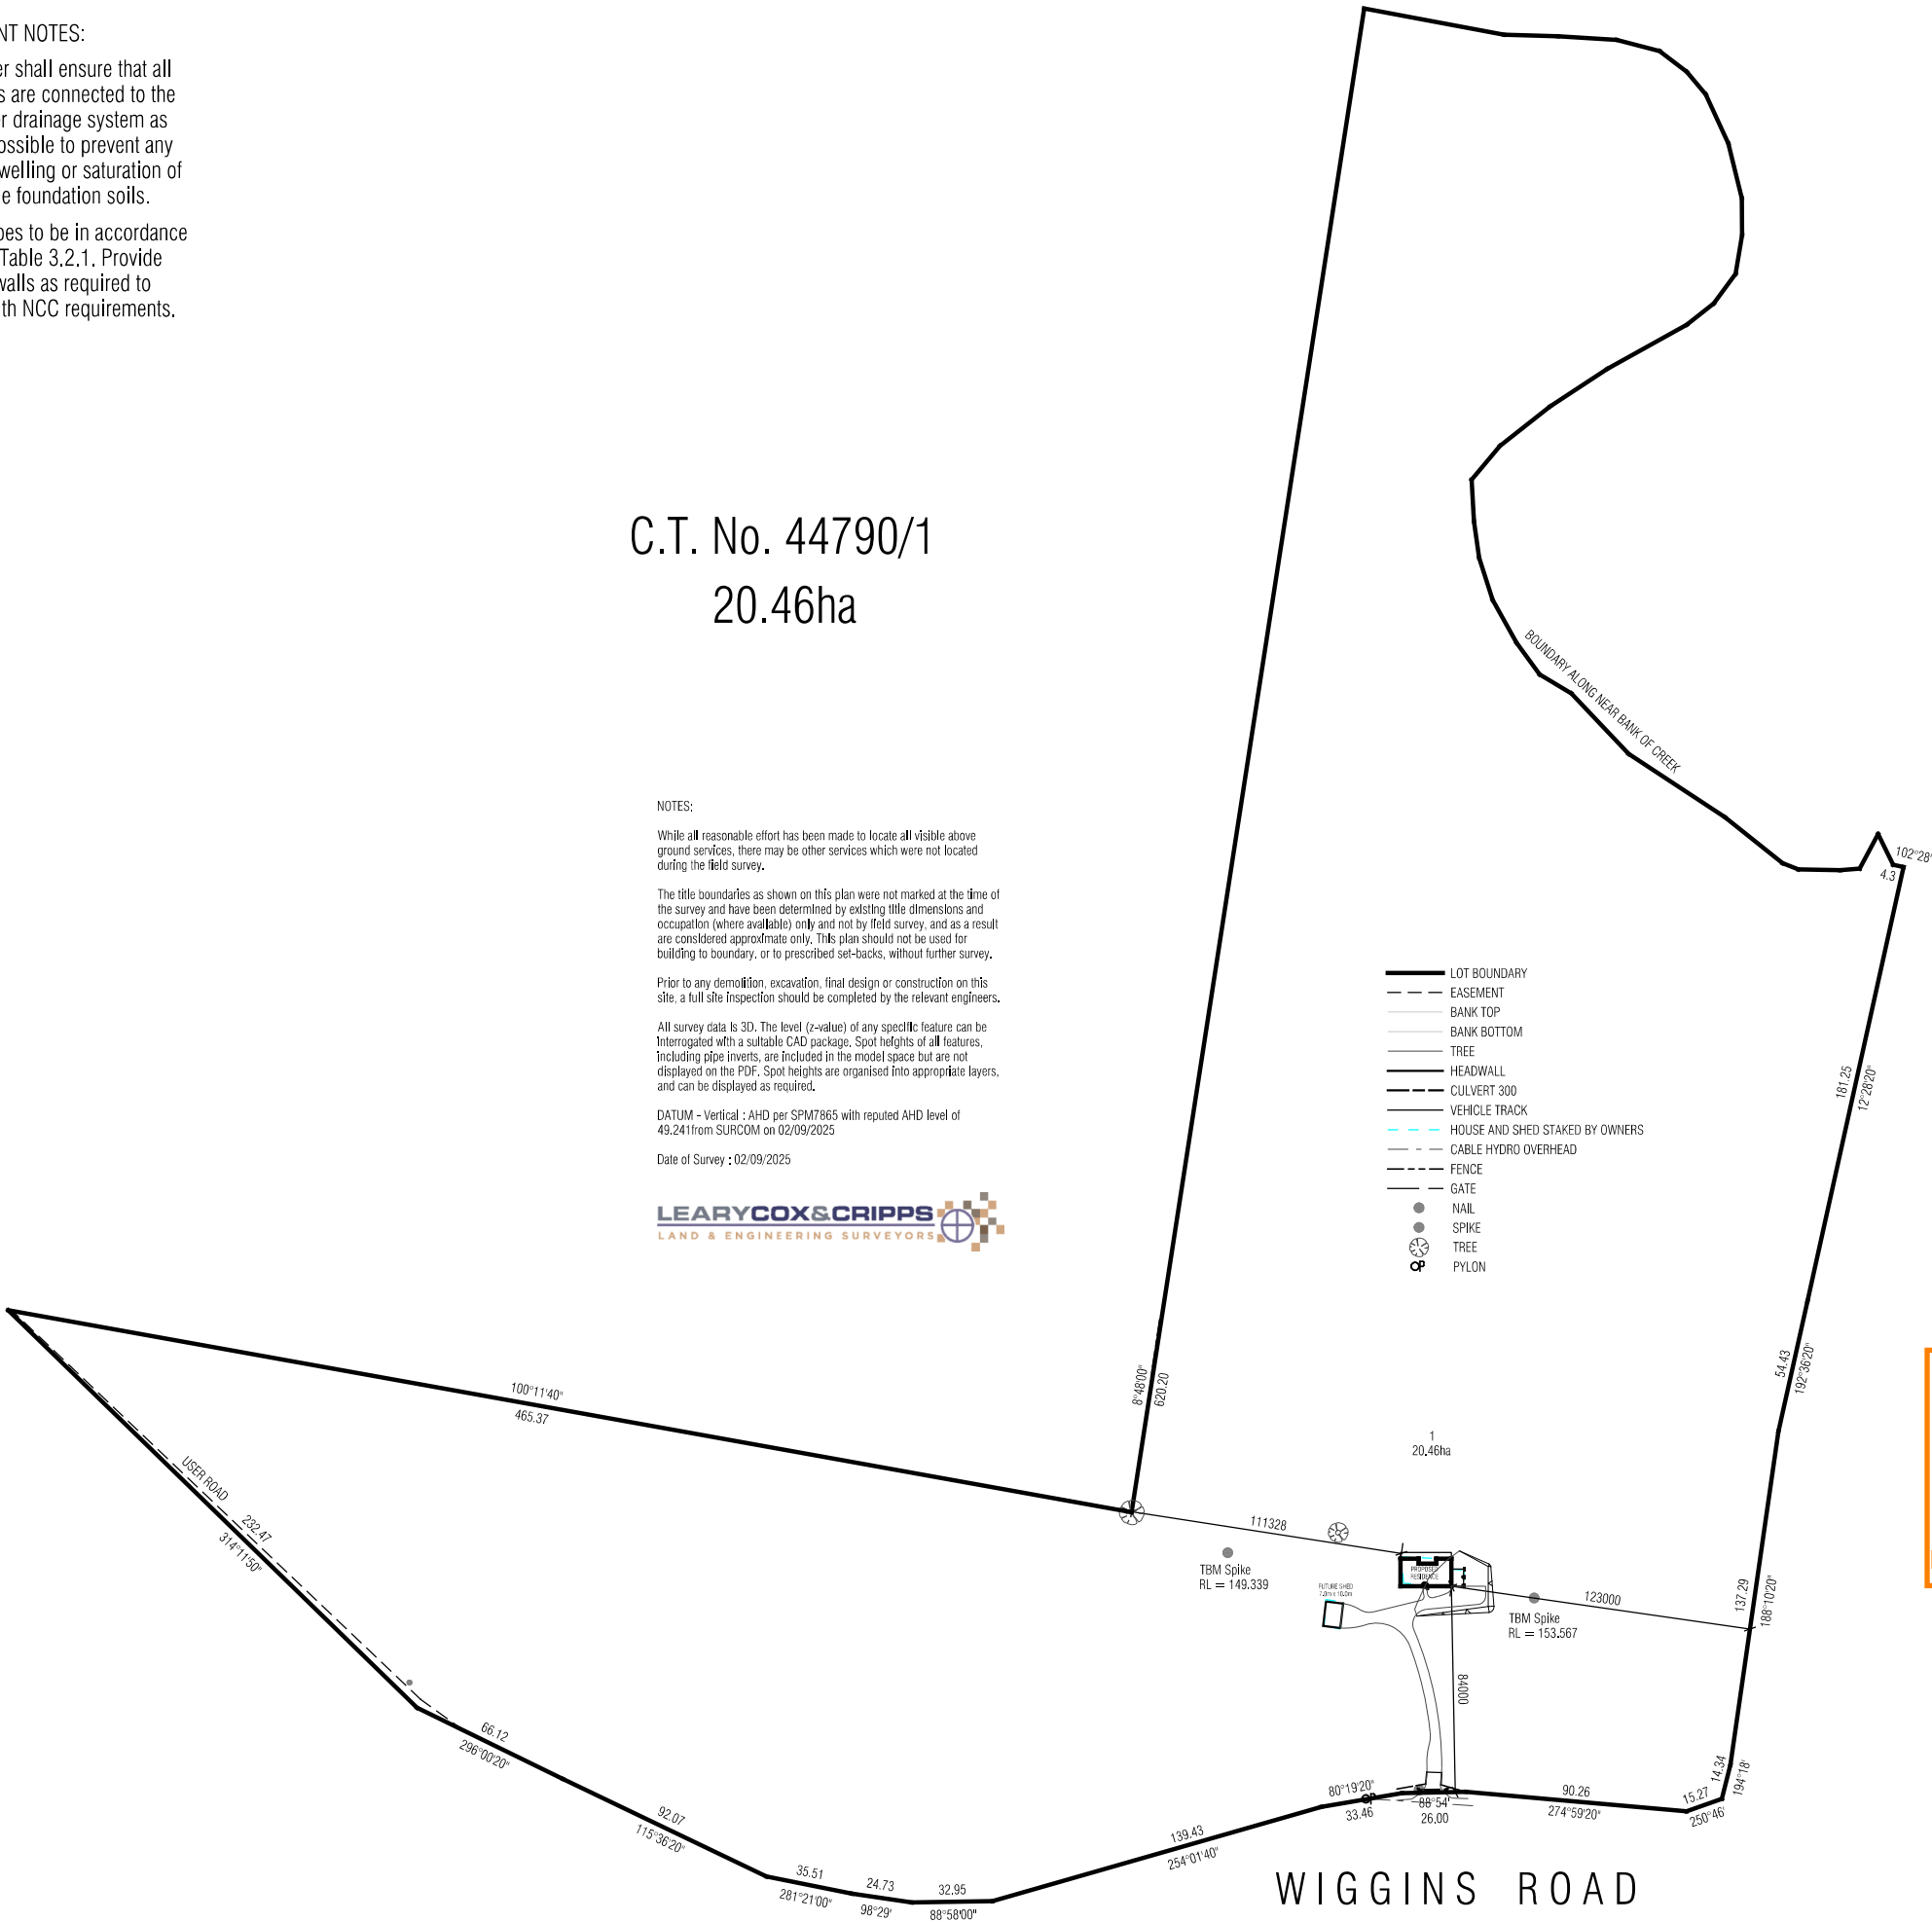 NT NOTES:
er shall ensure that all
s are connected to the
r drainage system as
ossible to prevent any
welling or saturation of
e foundation soils.
pes to be in accordance
Table 3.2.1. Provide
walls as required to
th NCC requirements.
C.T. No. 44790/1
20.46ha
BOUNDARY ALONG NEAR BANK OF CREEK
102°28'
4.3
NOTES:
While all reasonable effort has been made to locate all visible above
ground services, there may be other services which were not located
during the field survey.
The title boundaries as shown on this plan were not marked at the time of
the survey and have been determined by existing title dimensions and
occupation (where available) only and not by field survey, and as a result
are considered approximate only. This plan should not be used for
building to boundary, or to prescribed set-backs, without further survey.
Prior to any demolition, excavation, final design or construction on this
site, a full site inspection should be completed by the relevant engineers.
All survey data is 3D. The level (z-value) of any specific feature can be
interrogated with a suitable CAD package. Spot heights of all features,
including pipe inverts, are included in the model space but are not
displayed on the PDF. Spot heights are organised into appropriate layers,
and can be displayed as required.
DATUM - Vertical : AHD per SPM7865 with reputed AHD level of
49.241from SURCOM on 02/09/2025
Date of Survey : 02/09/2025
LEARYCOX&CRIPPS
LAND & ENGINEERING SURVEYORS
LOT BOUNDARY
EASEMENT
BANK TOP
BANK BOTTOM
TREE
HEADWALL
CULVERT 300
VEHICLE TRACK
HOUSE AND SHED STAKED BY OWNERS
CABLE HYDRO OVERHEAD
FENCE
GATE
NAIL
SPIKE
TREE
OP PYLON
181.25
12°28'20"
54.43
192°36'20"
8°48'00"
620.20
100°11'40"
465.37
1
20.46ha
USER ROAD
232.47
314°11'50"
111328
TBM Spike
RL = 149.339
FUTURE SHED
7.0m x 10.0m
PROPOSED
RESIDENCE
123000
TBM Spike
RL = 153.567
137.29
188°10'20"
84000
66.12
296°00'20"
92.07
115°36'20"
35.51
281°21'00"
24.73
98°29'
32.95
88°58'00"
139.43
254°01'40"
80°19'20"
33.46
OP
88°54'
26.00
90.26
274°59'20"
15.27
250°46'
14.34
194°18'
WIGGINS ROAD